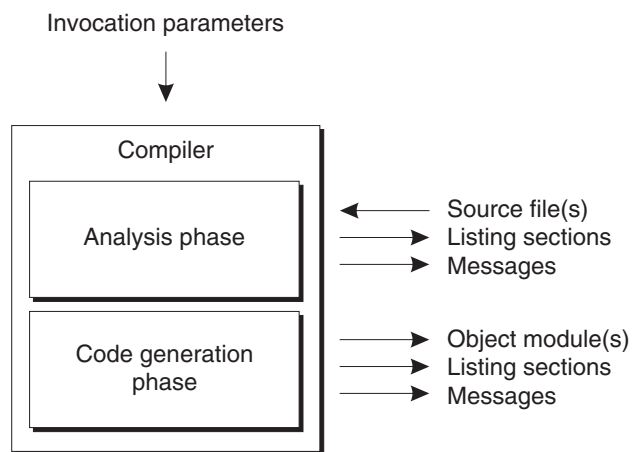 Invocation parameters
Compiler
Analysis phase
Source file(s)
Listing sections
Messages
Code generation
phase
Object module(s)
Listing sections
Messages